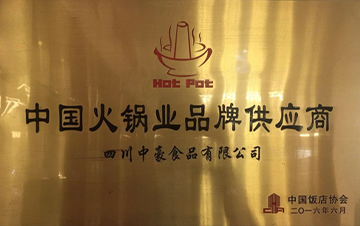 Hot Pot
中国火锅业品牌供应商
四川中豪食品有限公司
中国饭店协会
二〇一六年六月